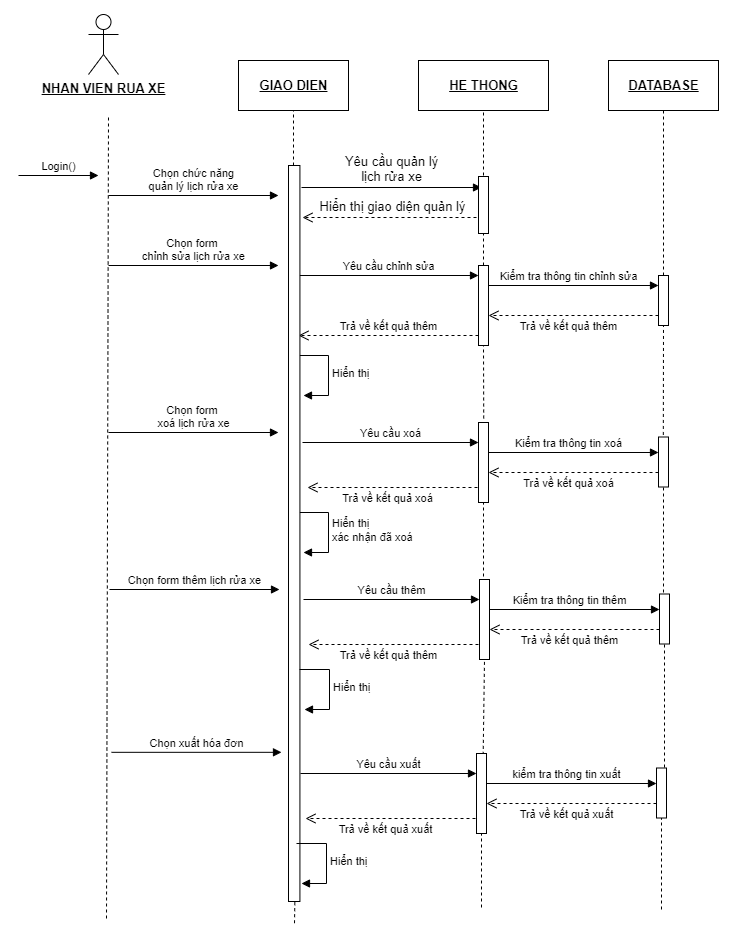 NHAN VIEN RUA XE
GIAO DIEN
HE THONG
DATABASE
Login()
Chọn chức năng
quản lý lịch rửa xe
Yêu cầu quản lý
lịch rửa xe
Hiển thị giao diện quản lý
Chọn form
chỉnh sửa lịch rửa xe
Yêu cầu chỉnh sửa
Kiểm tra thông tin chỉnh sửa
Trả về kết quả thêm
Trả về kết quả thêm
Hiển thị
Chọn form
xoá lịch rửa xe
Yêu cầu xoá
Kiểm tra thông tin xoá
Trả về kết quả xoá
Trả về kết quả xoá
Hiển thị
xác nhận đã xoá
Chọn form thêm lịch rửa xe
Yêu cầu thêm
Kiểm tra thông tin thêm
Trả về kết quả thêm
Trả về kết quả thêm
Hiển thị
Chọn xuất hóa đơn
Yêu cầu xuất
kiểm tra thông tin xuất
Trả về kết quả xuất
Trả về kết quả xuất
Hiển thị